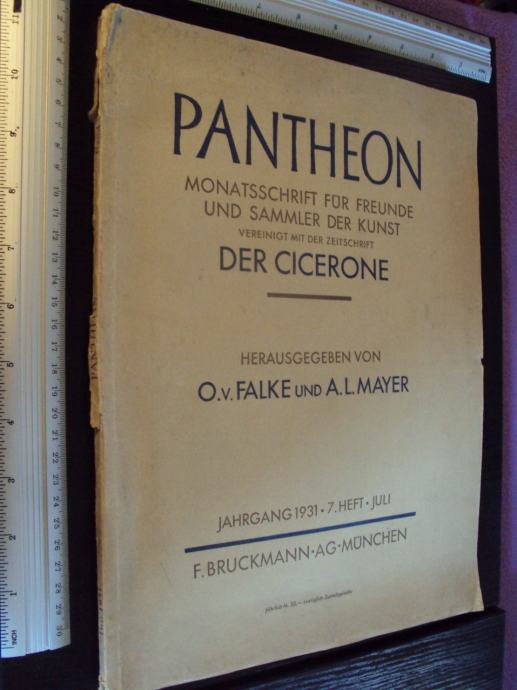 PANTHEON
MONATSSCHRIFT FÜR FREUNDE
UND SAMMLER DER KUNST
VEREINIGT MIT DER ZEITSCHRIFT
DER CICERONE
HERAUSGEGEBEN VON
O.v. FALKE UND A.L. MAYER
JAHRGANG 1931 · 7. HEFT · JULI
F. BRUCKMANN · AG · MÜNCHEN